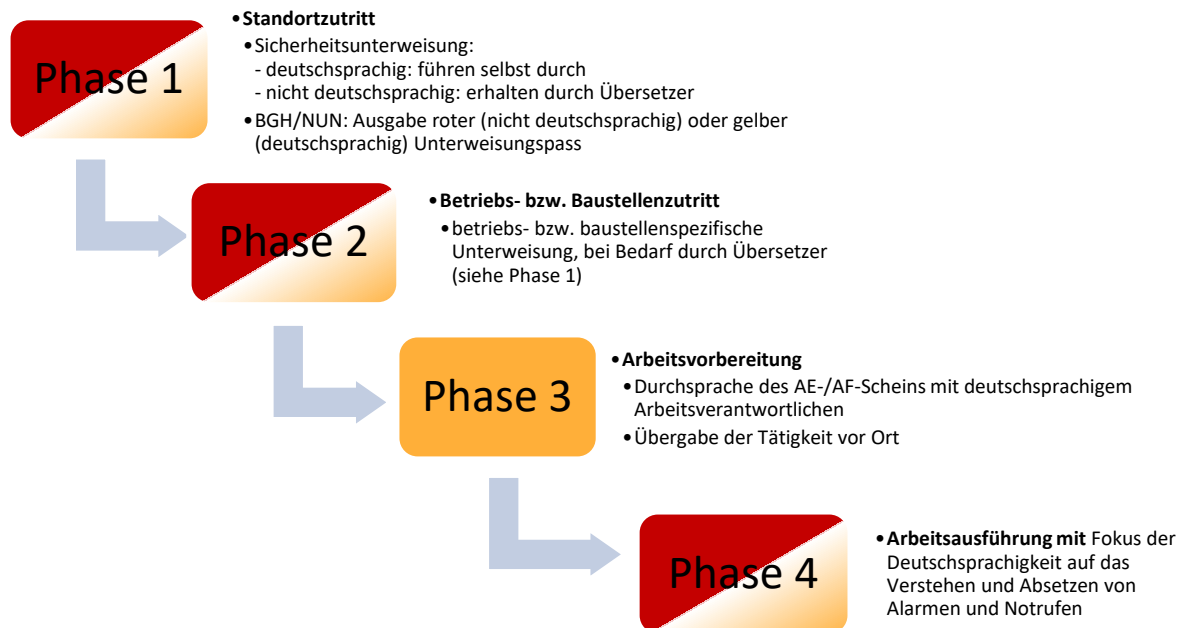 Phase 1
•Standortzutritt
•Sicherheitsunterweisung:
- deutschsprachig: führen selbst durch
- nicht deutschsprachig: erhalten durch Übersetzer
•BGH/NUN: Ausgabe roter (nicht deutschsprachig) oder gelber
(deutschsprachig) Unterweisungspass
Phase 2
•Betriebs- bzw. Baustellenzutritt
•betriebs- bzw. baustellenspezifische
Unterweisung, bei Bedarf durch Übersetzer
(siehe Phase 1)
Phase 3
•Arbeitsvorbereitung
•Durchsprache des AE-/AF-Scheins mit deutschsprachigem
Arbeitsverantwortlichen
•Übergabe der Tätigkeit vor Ort
Phase 4
•Arbeitsausführung mit Fokus der
Deutschsprachigkeit auf das
Verstehen und Absetzen von
Alarmen und Notrufen